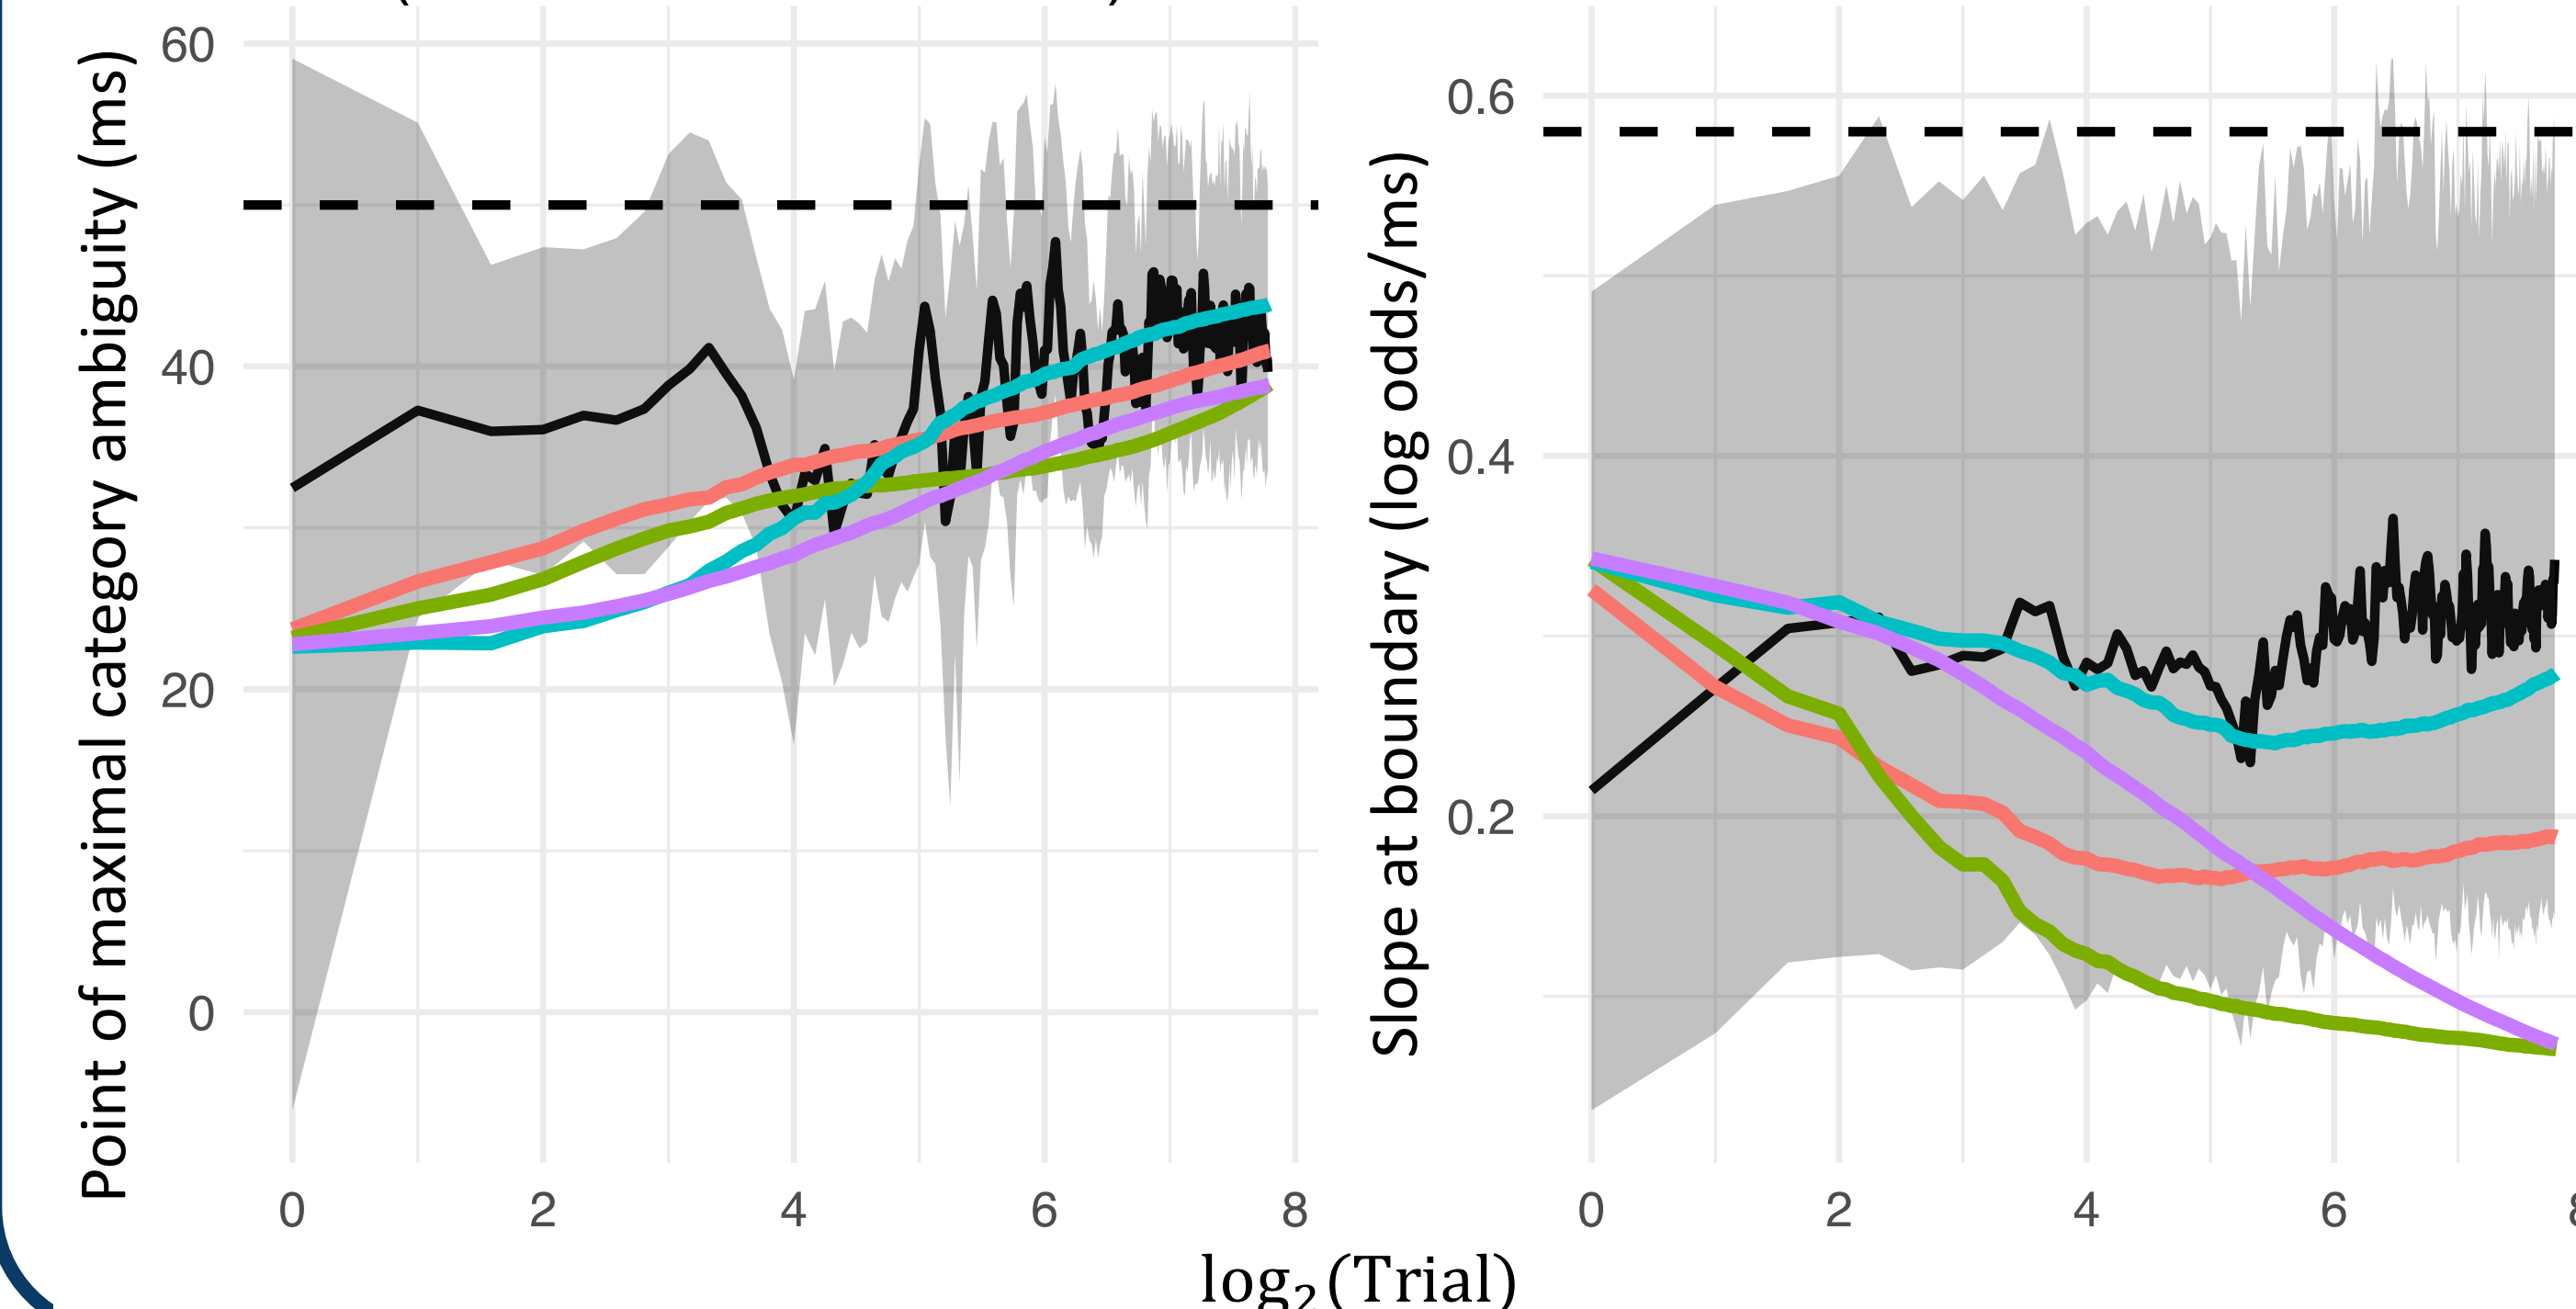 Point of maximal category ambiguity (ms)
60
40
20
0
0 2 4 6 8
Slope at boundary (log odds/ms)
0.6
0.4
0.2
0 2 4 6
log₂(Trial)